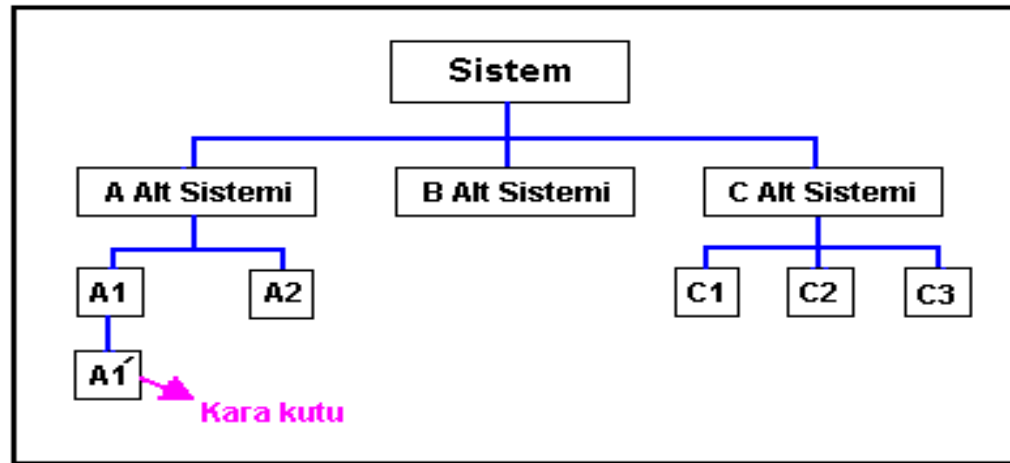 Sistem
A Alt Sistemi
B Alt Sistemi
C Alt Sistemi
A1
A2
C1
C2
C3
A1´
Kara kutu